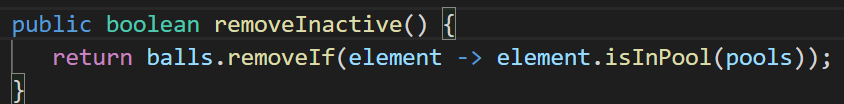 public boolean removeInactive() {
return balls.removeIf(element -> element.isInPool(pools));
}